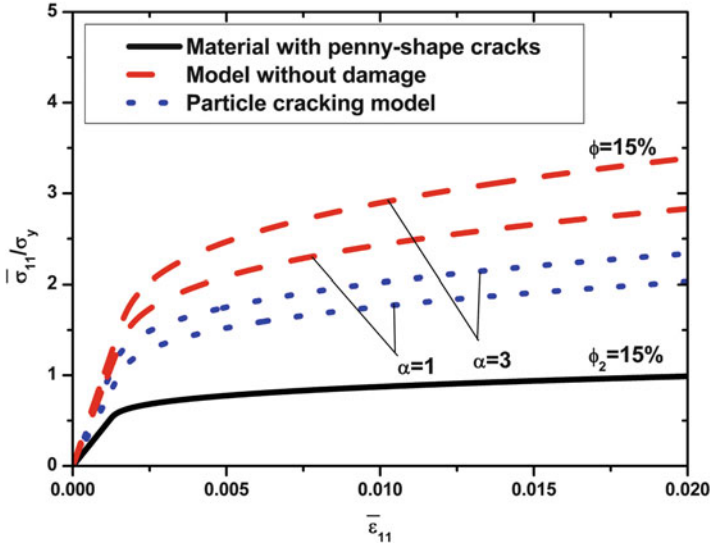 Material with penny-shape cracks
Model without damage
Particle cracking model
5
4
3
2
1
0
σ̅₁₁/σy
ϕ=15%
α=1
α=3
ϕ₂=15%
0.000
0.005
0.010
0.015
0.020
ε̅₁₁